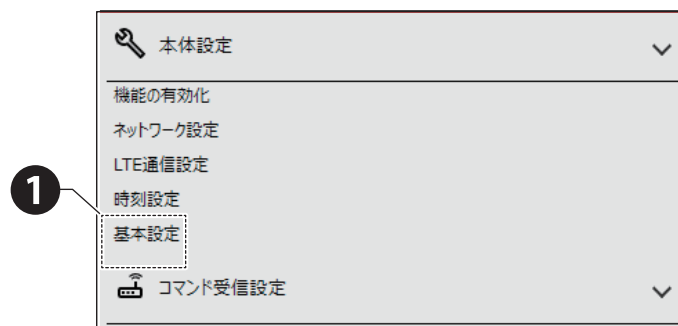 本体設定
機能の有効化
ネットワーク設定
LTE通信設定
時刻設定
1
基本設定
コマンド受信設定